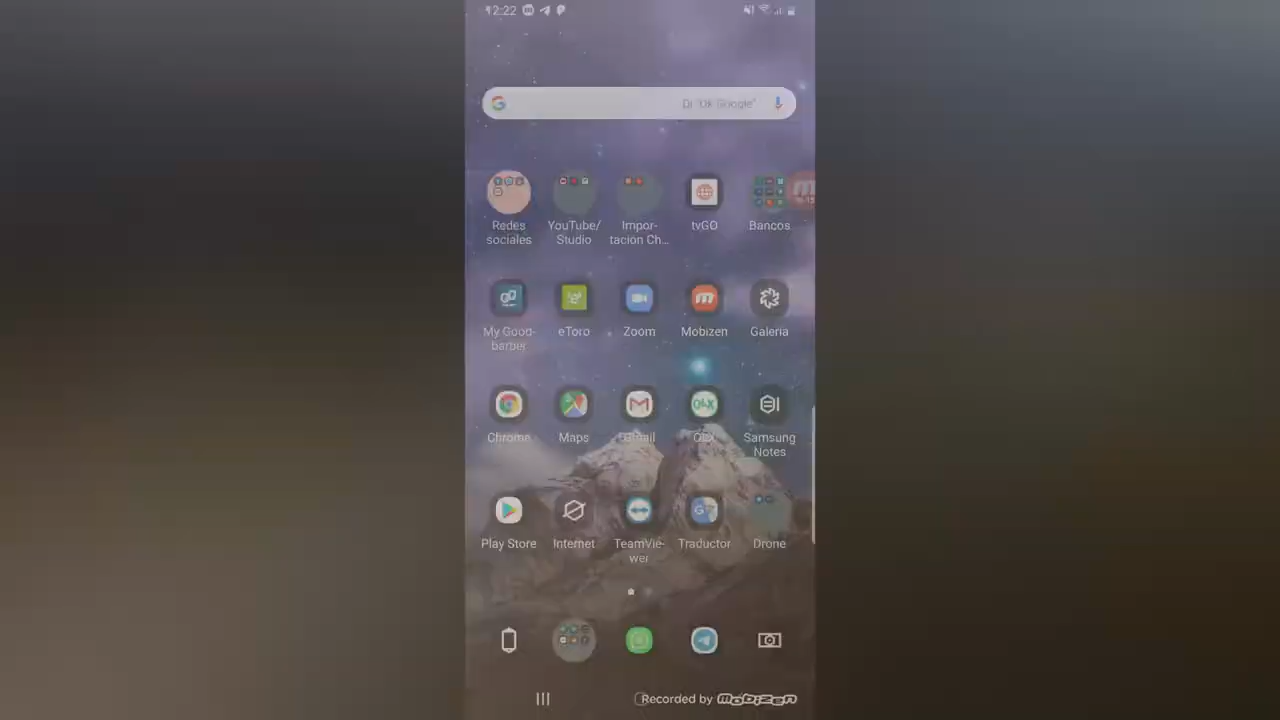 12:22
Di "Ok Google"
Redes
sociales
YouTube/
Studio
Impor-
tacion Ch...
tvGO
Bancos
My Good-
barber
eToro
Zoom
Mobizen
Galería
Chrome
Maps
Gmail
OLX
Samsung
Notes
Play Store
Internet
TeamVie-
wer
Traductor
Drone
Recorded by mobizen